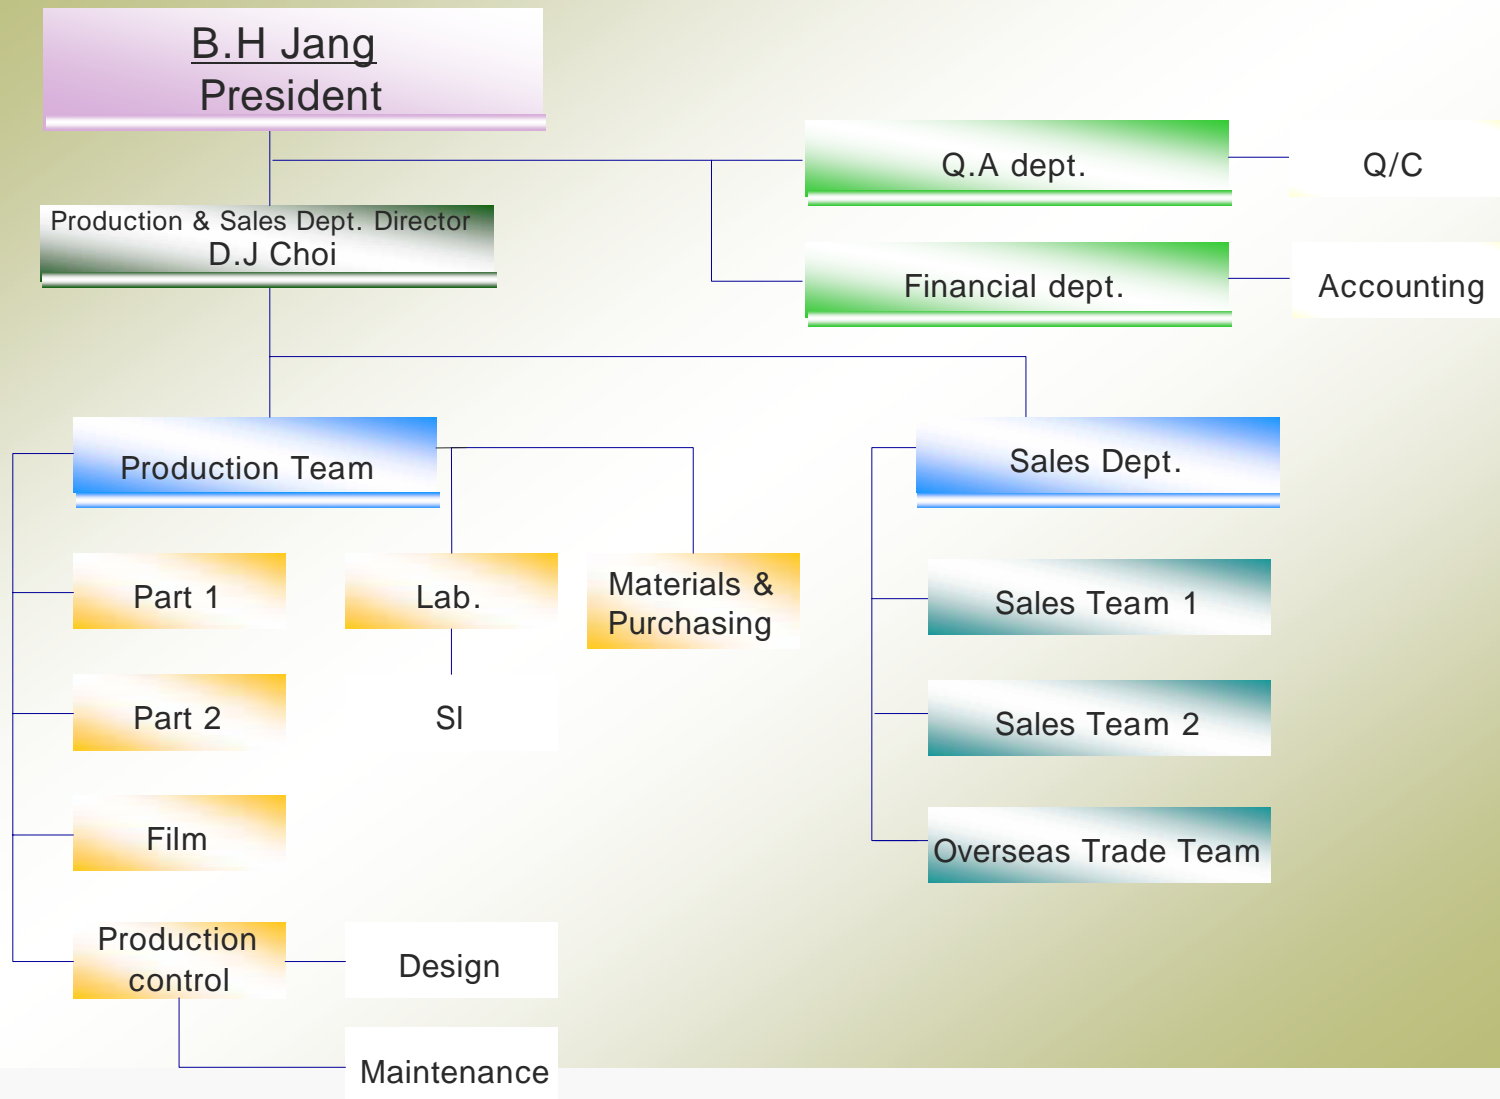 B.H Jang
President
Q.A dept.
Q/C
Production & Sales Dept. Director
D.J Choi
Financial dept.
Accounting
Production Team
Sales Dept.
Part 1
Lab.
Materials &
Purchasing
Sales Team 1
Part 2
SI
Sales Team 2
Film
Overseas Trade Team
Production
control
Design
Maintenance